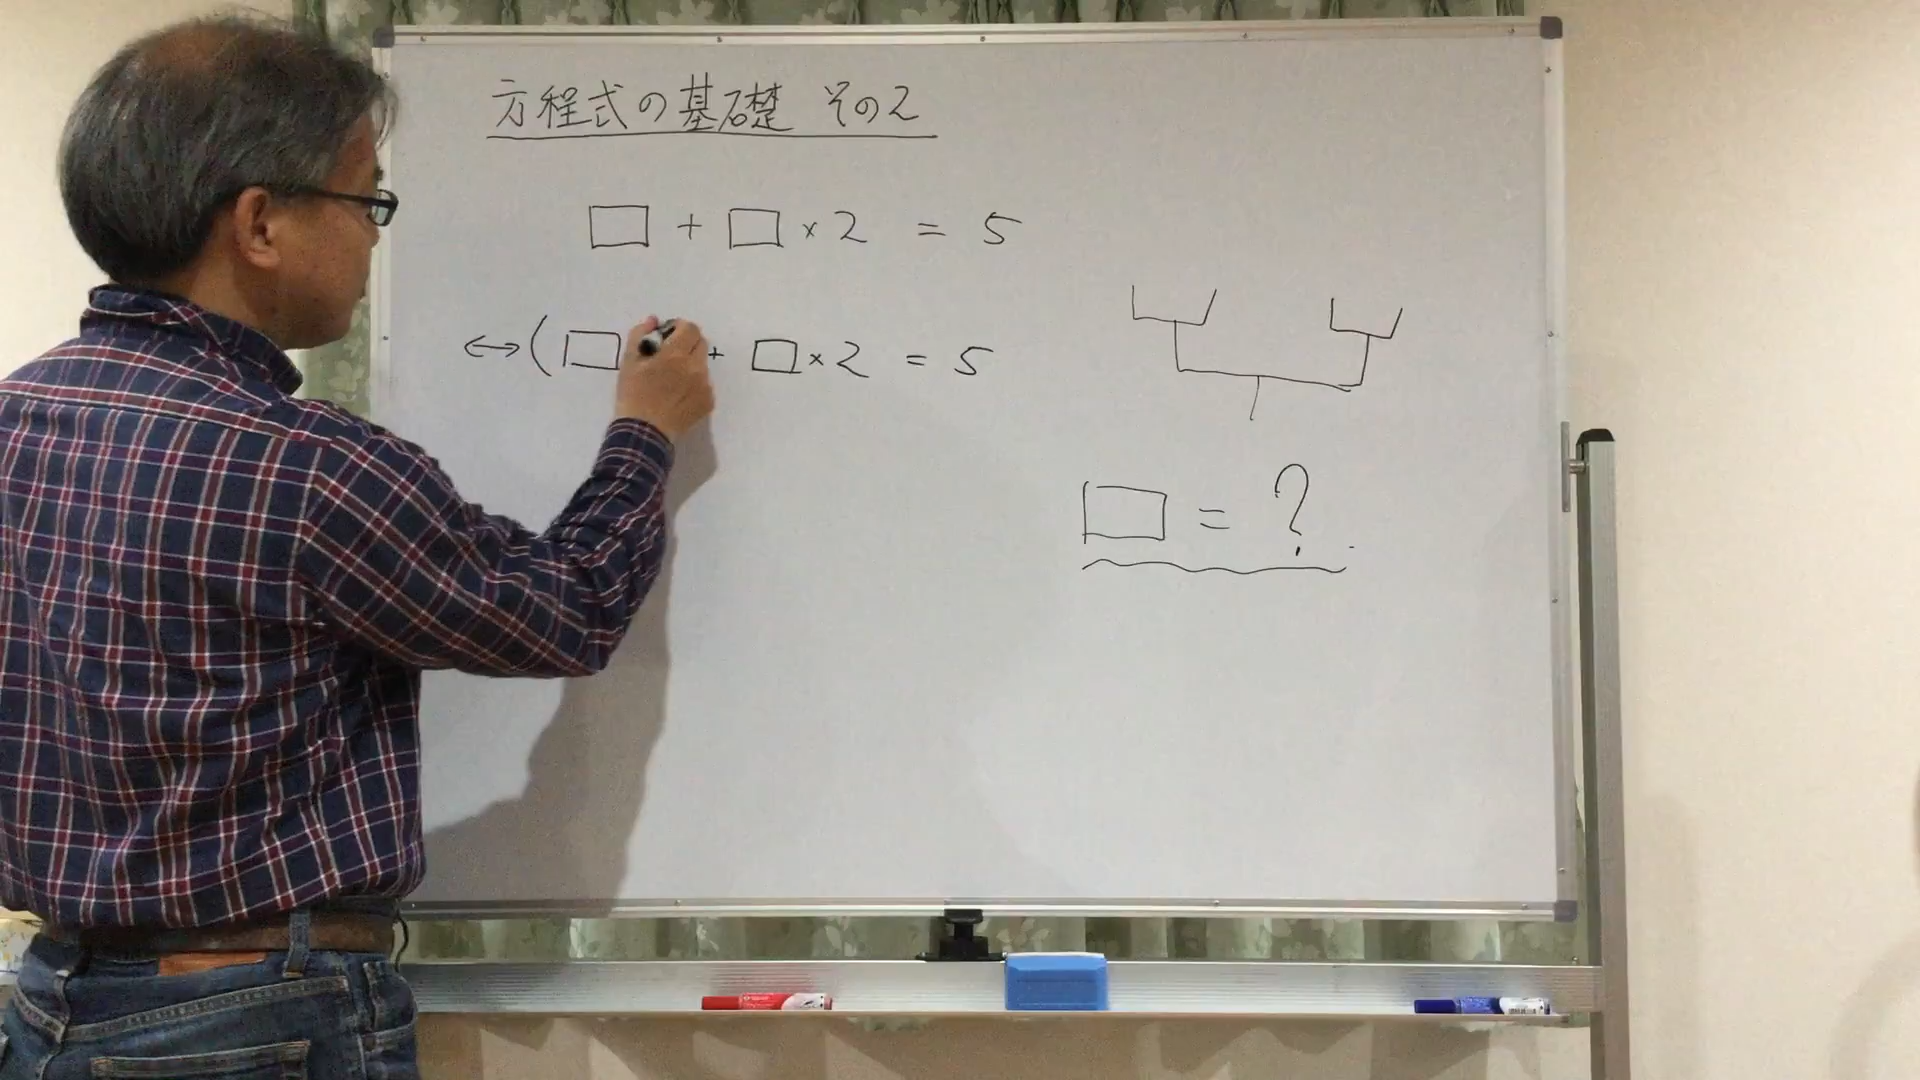 方程式の基礎 その2
□ + □ × 2 = 5
↔ (□ + □ × 2 = 5
□ = ?